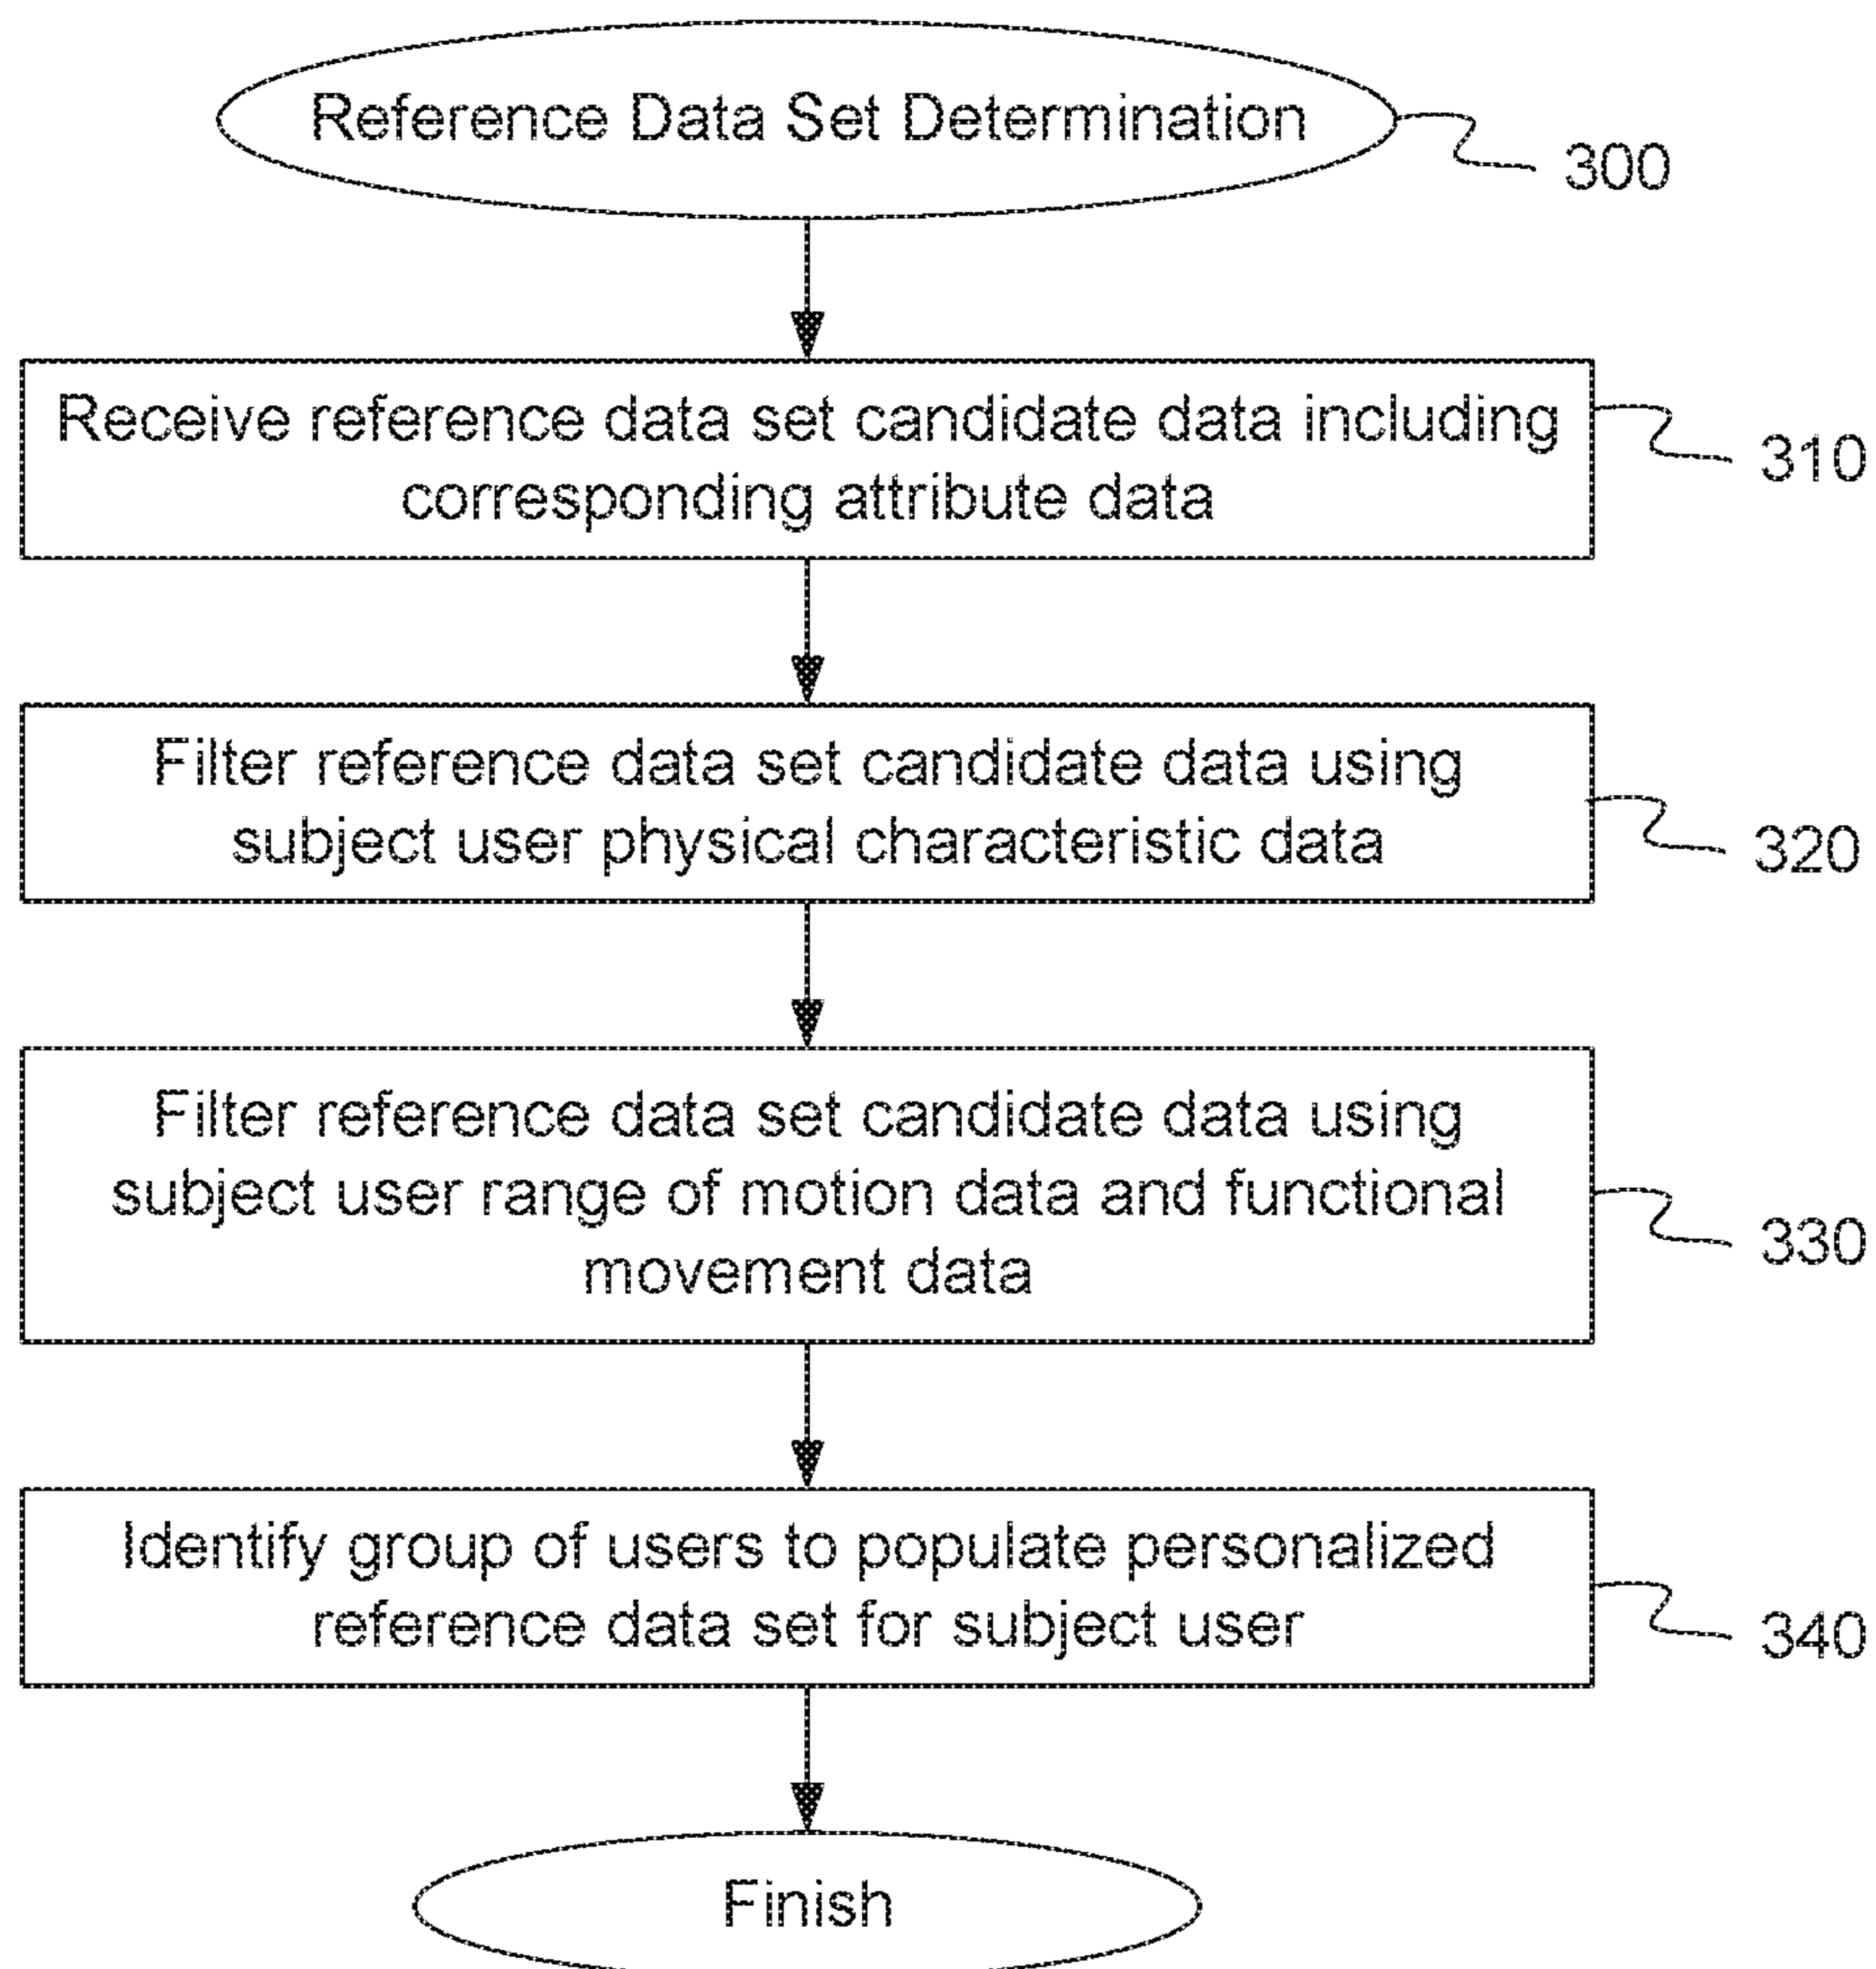 Reference Data Set Determination
300
Receive reference data set candidate data including
corresponding attribute data
310
Filter reference data set candidate data using
subject user physical characteristic data
320
Filter reference data set candidate data using
subject user range of motion data and functional
movement data
330
Identify group of users to populate personalized
reference data set for subject user
340
Finish